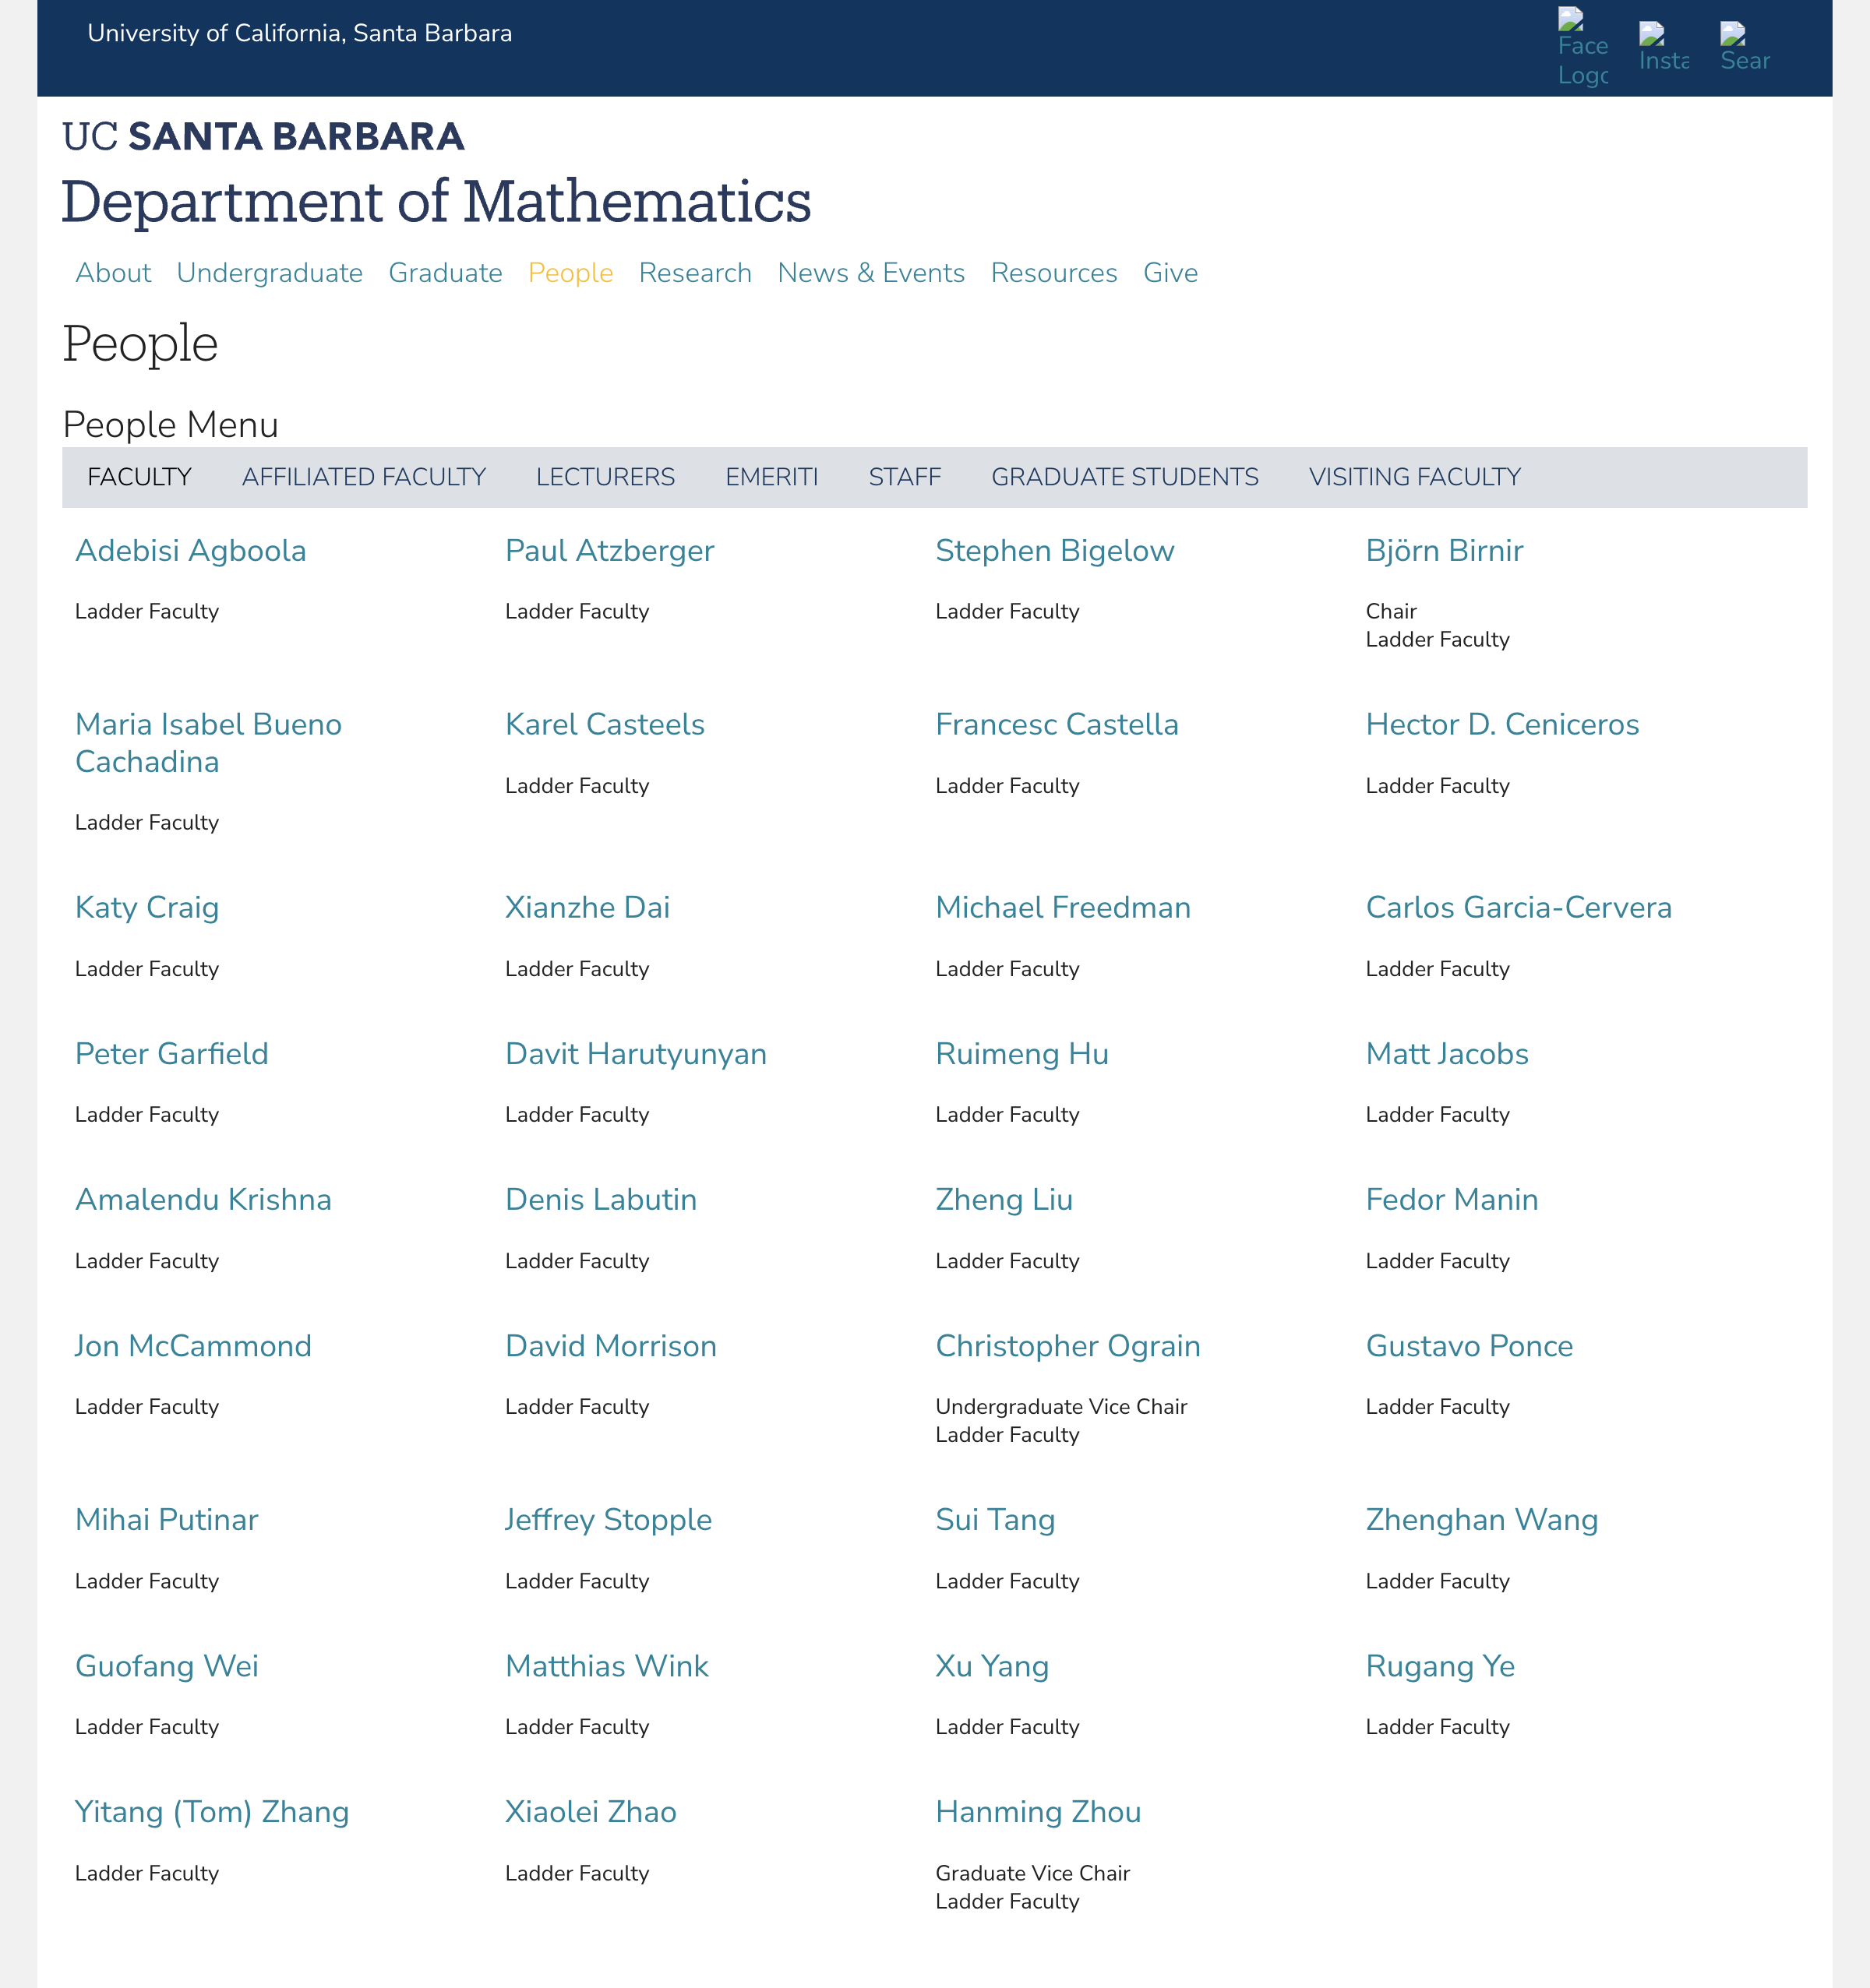 University of California, Santa Barbara
Face
Logo
Insta
Sear
UC SANTA BARBARA
Department of Mathematics
About Undergraduate Graduate People Research News & Events Resources Give
People
People Menu
FACULTY AFFILIATED FACULTY LECTURERS EMERITI STAFF GRADUATE STUDENTS VISITING FACULTY
Adebisi Agboola
Ladder Faculty
Paul Atzberger
Ladder Faculty
Stephen Bigelow
Ladder Faculty
Björn Birnir
Chair
Ladder Faculty
Maria Isabel Bueno
Cachadina
Ladder Faculty
Karel Casteels
Ladder Faculty
Francesc Castella
Ladder Faculty
Hector D. Ceniceros
Ladder Faculty
Katy Craig
Ladder Faculty
Xianzhe Dai
Ladder Faculty
Michael Freedman
Ladder Faculty
Carlos Garcia-Cervera
Ladder Faculty
Peter Garfield
Ladder Faculty
Davit Harutyunyan
Ladder Faculty
Ruimeng Hu
Ladder Faculty
Matt Jacobs
Ladder Faculty
Amalendu Krishna
Ladder Faculty
Denis Labutin
Ladder Faculty
Zheng Liu
Ladder Faculty
Fedor Manin
Ladder Faculty
Jon McCammond
Ladder Faculty
David Morrison
Ladder Faculty
Christopher Ograin
Undergraduate Vice Chair
Ladder Faculty
Gustavo Ponce
Ladder Faculty
Mihai Putinar
Ladder Faculty
Jeffrey Stopple
Ladder Faculty
Sui Tang
Ladder Faculty
Zhenghan Wang
Ladder Faculty
Guofang Wei
Ladder Faculty
Matthias Wink
Ladder Faculty
Xu Yang
Ladder Faculty
Rugang Ye
Ladder Faculty
Yitang (Tom) Zhang
Ladder Faculty
Xiaolei Zhao
Ladder Faculty
Hanming Zhou
Graduate Vice Chair
Ladder Faculty